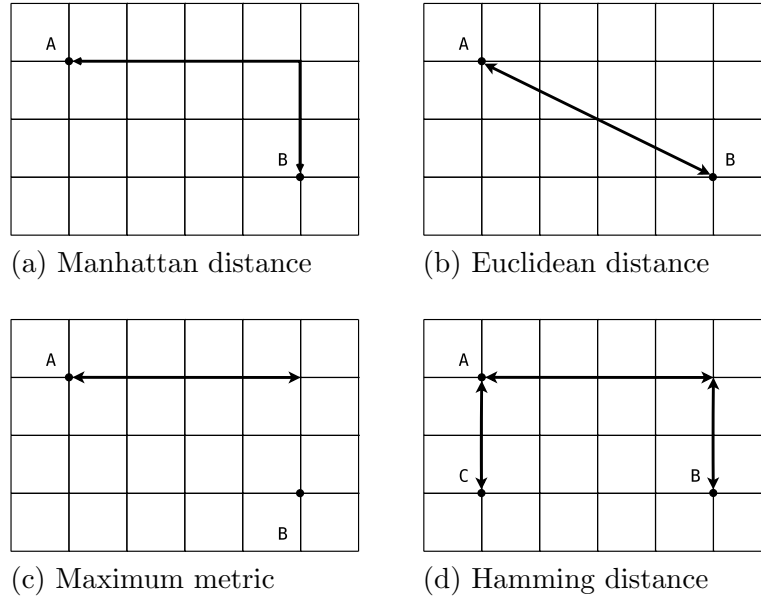 A
B
(a) Manhattan distance
A
B
(b) Euclidean distance
A
B
(c) Maximum metric
A
C
B
(d) Hamming distance